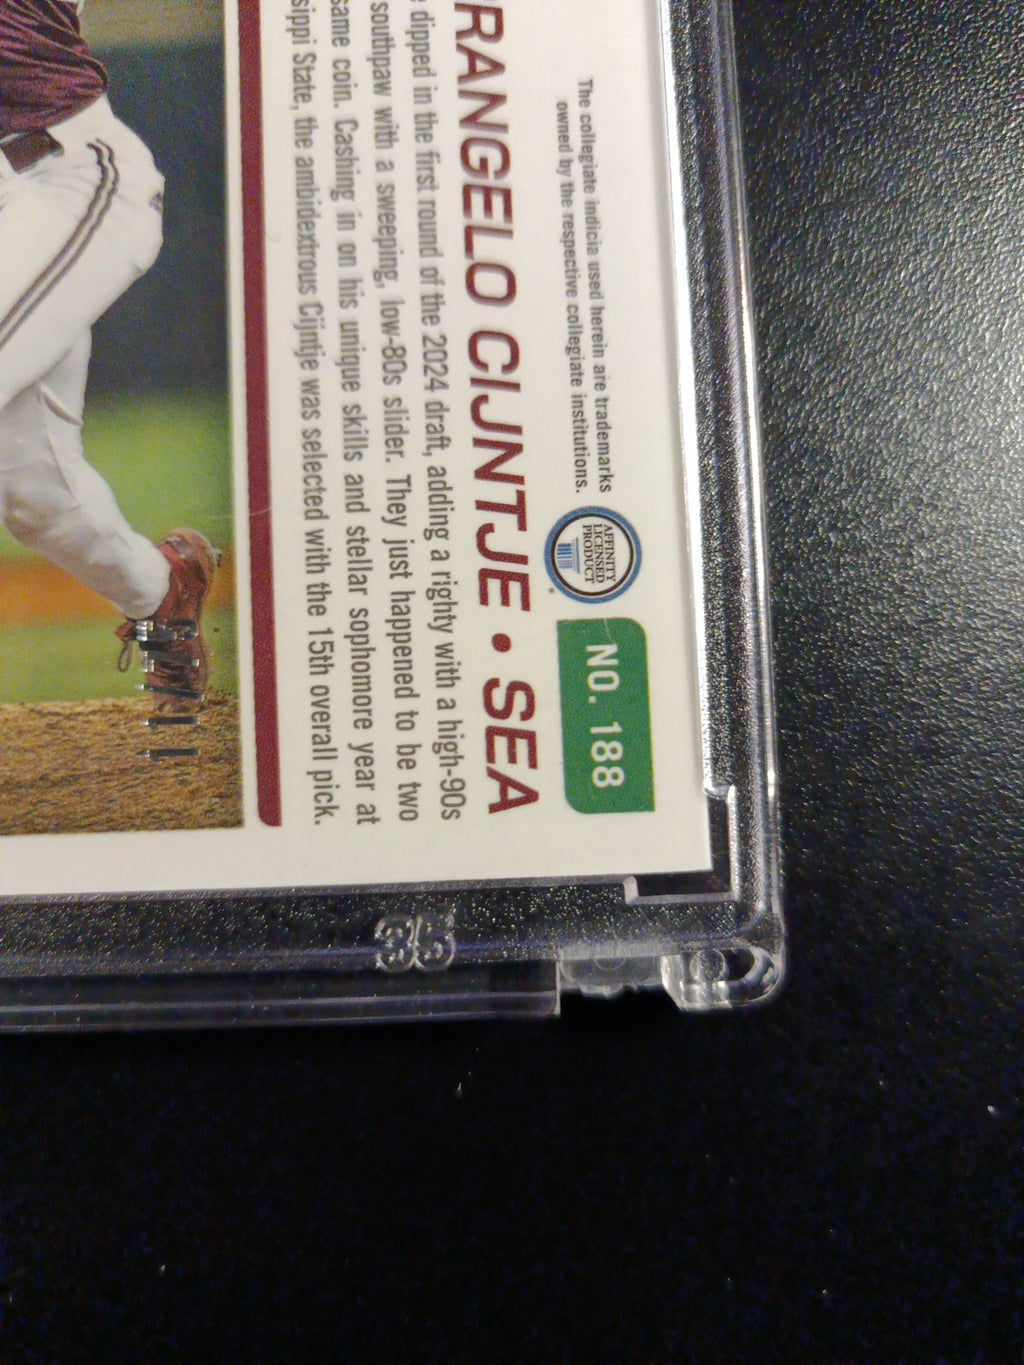 The collegiate indicia used herein are trademarks
owned by the respective collegiate institutions.
AFFINITY
LICENSED
PRODUCT
NO. 188
RANGELO CIJNTJE • SEA
dipped in the first round of the 2024 draft, adding a righty with a high-90s
southpaw with a sweeping, low-80s slider. They just happened to be two
same coin. Cashing in on his unique skills and stellar sophomore year at
sippi State, the ambidextrous Cijntje was selected with the 15th overall pick.